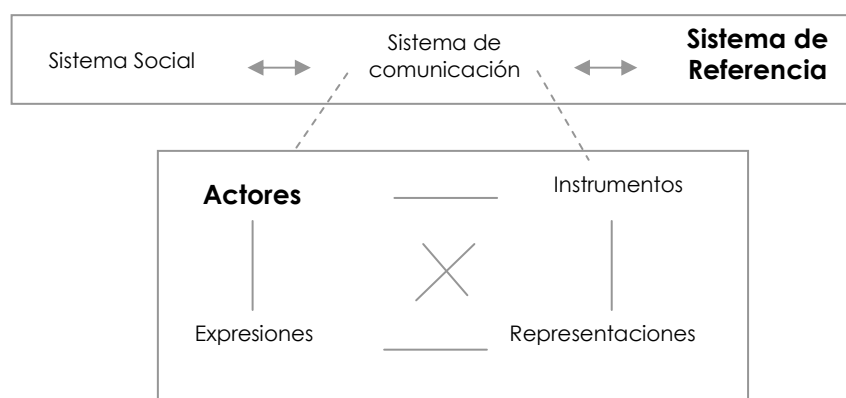 Sistema Social
Sistema de
comunicación
Sistema de
Referencia
Actores
Instrumentos
Expresiones
Representaciones